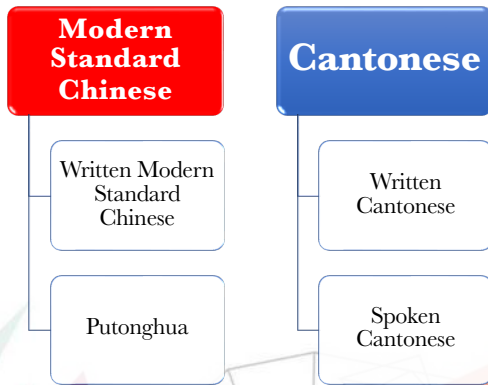 Modern
Standard
Chinese
Written Modern
Standard
Chinese
Putonghua
Cantonese
Written
Cantonese
Spoken
Cantonese